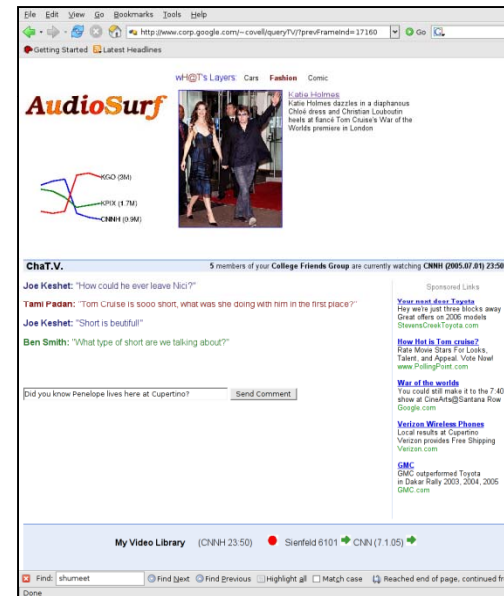 File Edit View Go Bookmarks Tools Help
http://www.corp.google.com/~covell/queryTV/?prevFrameInd=17160 Go
Getting Started Latest Headlines
wH@T's Layers: Cars Fashion Comic
AudioSurf
Katie Holmes
Katie Holmes dazzles in a diaphanous
Chloé dress and Christian Louboutin
heels at fiancé Tom Cruise's War of the
Worlds premiere in London
KGO (3M)
KPIX (1.7M)
CNNH (0.9M)
ChaT.V. 5 members of your College Friends Group are currently watching CNNH (2005.07.01) 23:50
Joe Keshet: "How could he ever leave Nici?"
Tami Padan: "Tom Cruise is sooo short, what was she doing with him in the first place?"
Joe Keshet: "Short is beutiful!"
Ben Smith: "What type of short are we talking about?"
Did you know Penelope lives here at Cupertino? Send Comment
Sponsored Links
Your next door Toyota
Hey we're just three blocks away
Great offers on 2006 models
StevensCreekToyota.com
How Hot is Tom cruise?
Rate Movie Stars For Looks,
Talent, and Appeal. Vote Now!
www.PollingPoint.com
War of the worlds
You could still make it to the 7:40
show at CineArts@Santana Row
Google.com
Verizon Wireless Phones
Local results at Cupertino
Verizon provides Free Shipping
Verizon.com
GMC
GMC outperformed Toyota
in Dakar Rally 2003, 2004, 2005
GMC.com
My Video Library (CNNH 23:50) Sienfeld 6101 CNN (7.1.05)
Find: shumeet Find Next Find Previous Highlight all Match case Reached end of page, continued fr
Done